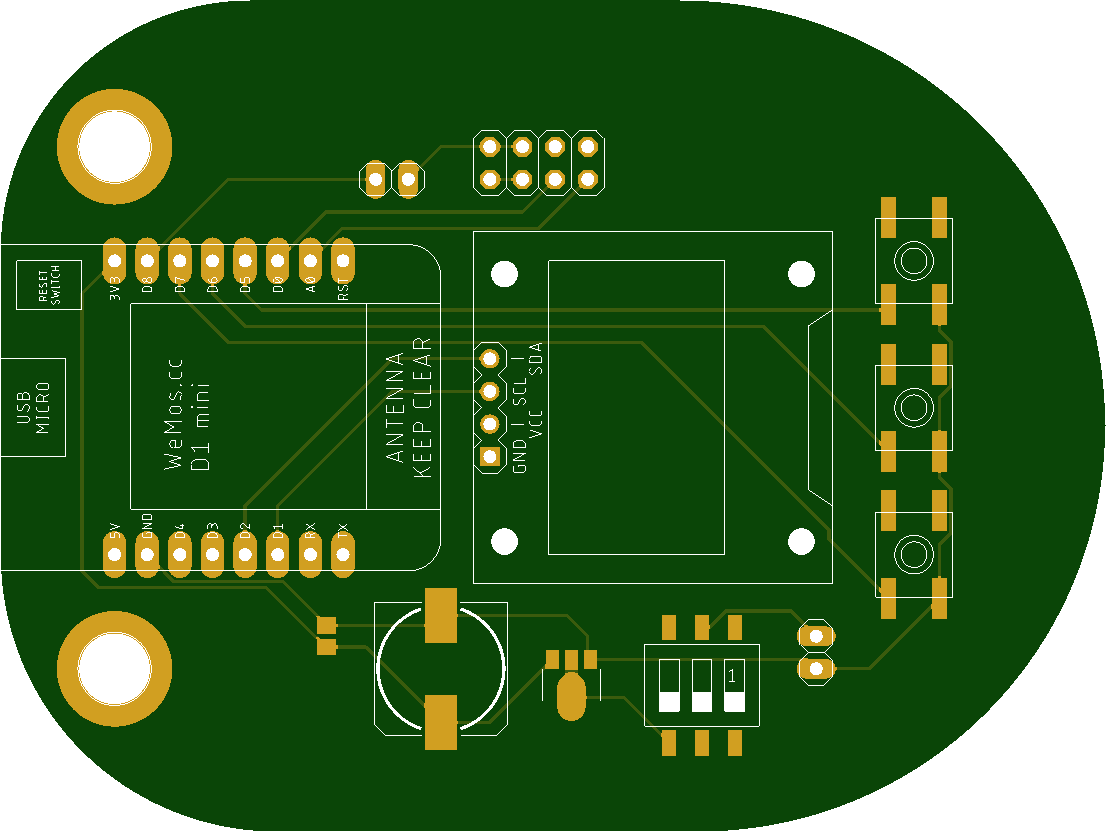 3V3
D8
D7
D6
D5
D0
A0
RST
RESET
SWITCH
USB
MICRO
WeMos.cc
D1 mini
ANTENNA
KEEP CLEAR
GND |
VCC
SCL |
SDA
5V
GND
D4
D3
D2
D1
RX
TX
1